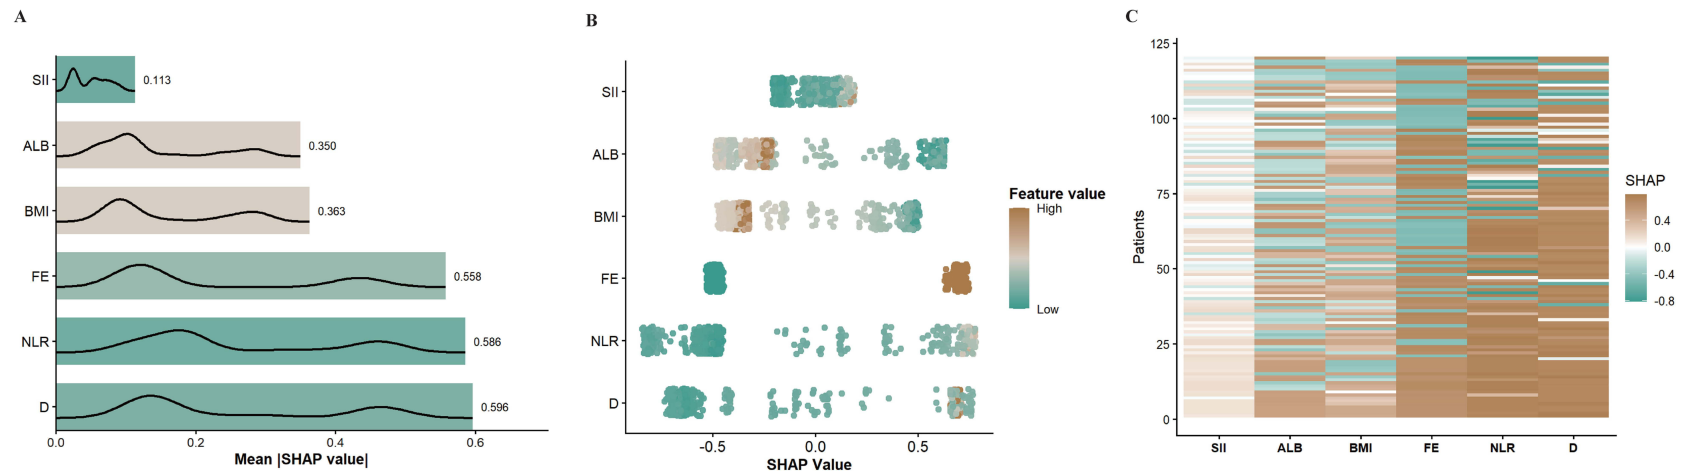 A
SII
0.113
ALB
0.350
BMI
0.363
FE
0.558
NLR
0.586
D
0.596
0.0 0.2 0.4 0.6
Mean |SHAP value|
B
SII
ALB
BMI
FE
NLR
D
-0.5 0.0 0.5
SHAP Value
Feature value
High
Low
C
125
100
75
50
25
0
Patients
SII ALB BMI FE NLR D
SHAP
0.4
0.0
-0.4
-0.8